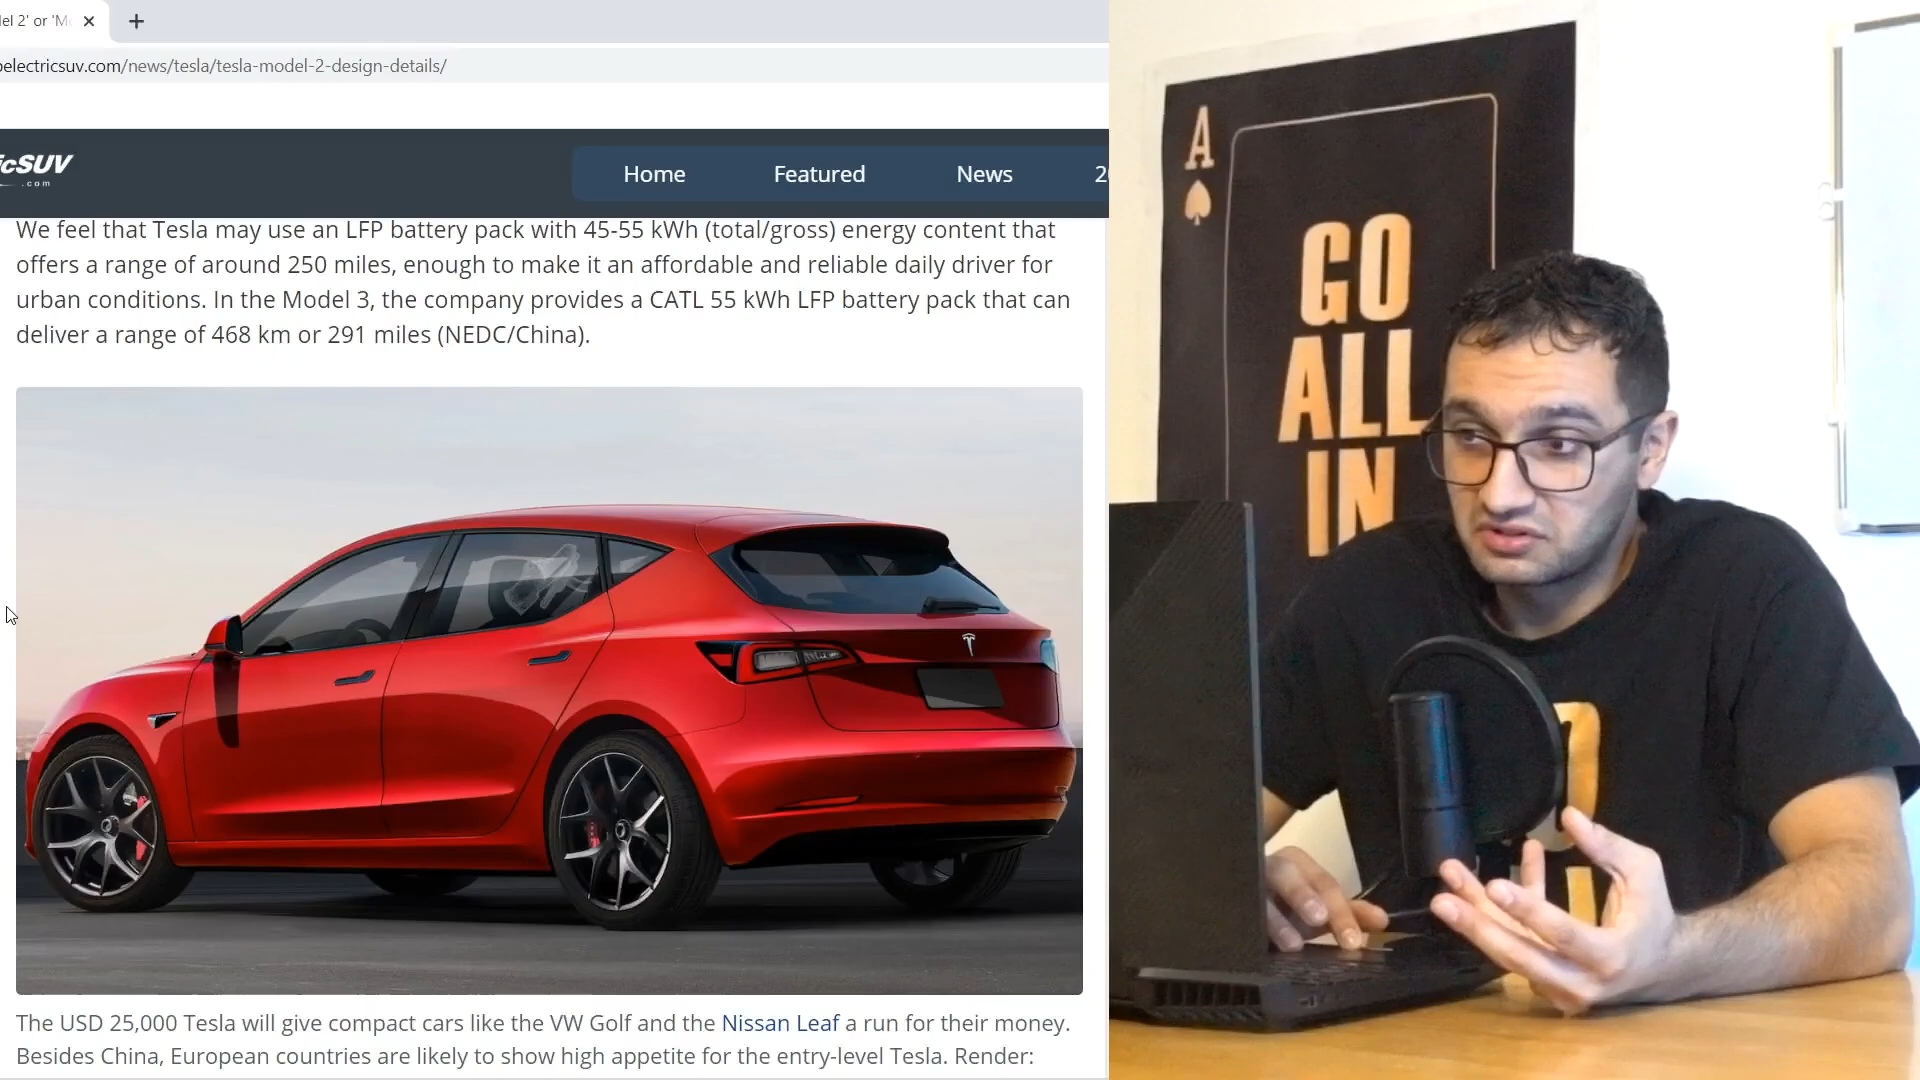 el 2' or 'M
electricsuv.com/news/tesla/tesla-model-2-design-details/
icSUV
.com
Home
Featured
News
2
We feel that Tesla may use an LFP battery pack with 45-55 kWh (total/gross) energy content that
offers a range of around 250 miles, enough to make it an affordable and reliable daily driver for
urban conditions. In the Model 3, the company provides a CATL 55 kWh LFP battery pack that can
deliver a range of 468 km or 291 miles (NEDC/China).
The USD 25,000 Tesla will give compact cars like the VW Golf and the Nissan Leaf a run for their money.
Besides China, European countries are likely to show high appetite for the entry-level Tesla. Render:
A
GO
ALL
IN